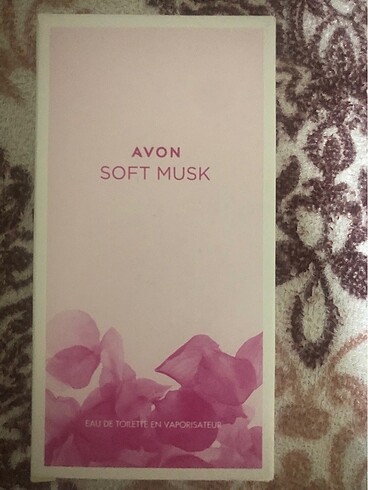 AVON
SOFT MUSK
EAU DE TOILETTE EN VAPORISATEUR